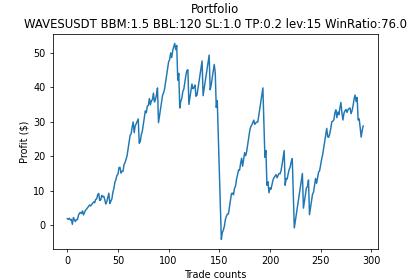 Portfolio
WAVESUSDT BBM:1.5 BBL:120 SL:1.0 TP:0.2 lev:15 WinRatio:76.0
50
40
30
20
10
0
Profit ($)
0 50 100 150 200 250 300
Trade counts